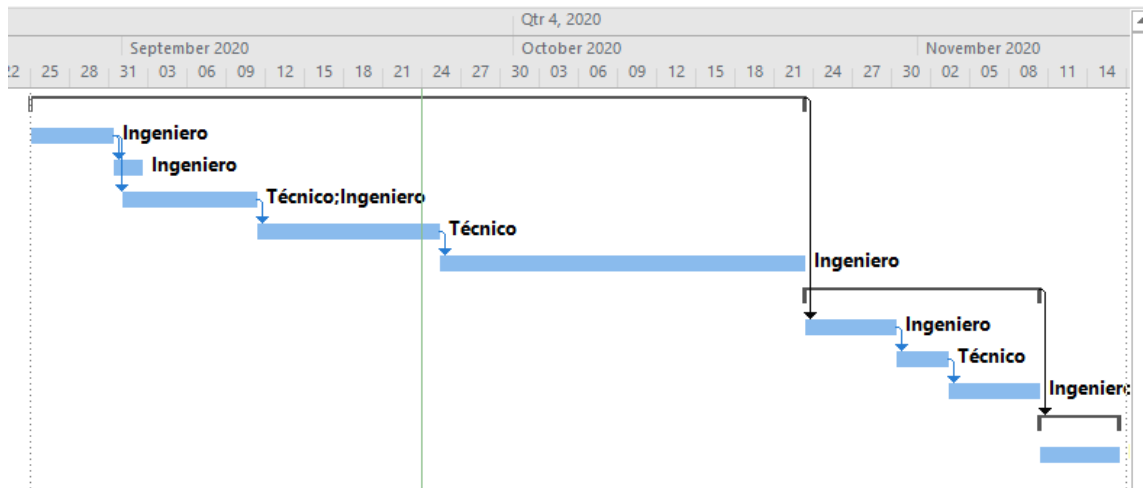 Qtr 4, 2020
September 2020 October 2020 November 2020
22 25 28 31 03 06 09 12 15 18 21 24 27 30 03 06 09 12 15 18 21 24 27 30 02 05 08 11 14
Ingeniero
Ingeniero
Técnico;Ingeniero
Técnico
Ingeniero
Ingeniero
Técnico
Ingeniero